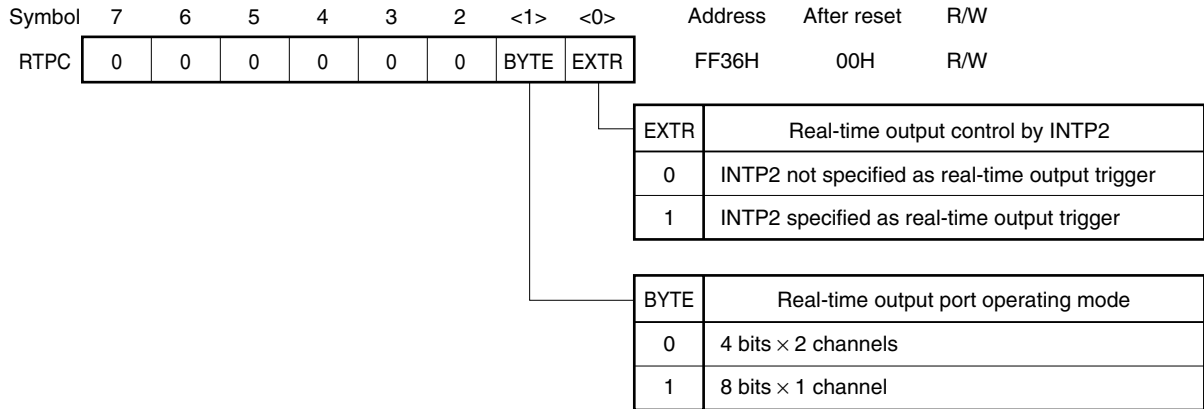 Symbol 7 6 5 4 3 2 <1> <0> Address After reset R/W
RTPC 0 0 0 0 0 0 BYTE EXTR FF36H 00H R/W
EXTR Real-time output control by INTP2
0 INTP2 not specified as real-time output trigger
1 INTP2 specified as real-time output trigger
BYTE Real-time output port operating mode
0 4 bits × 2 channels
1 8 bits × 1 channel